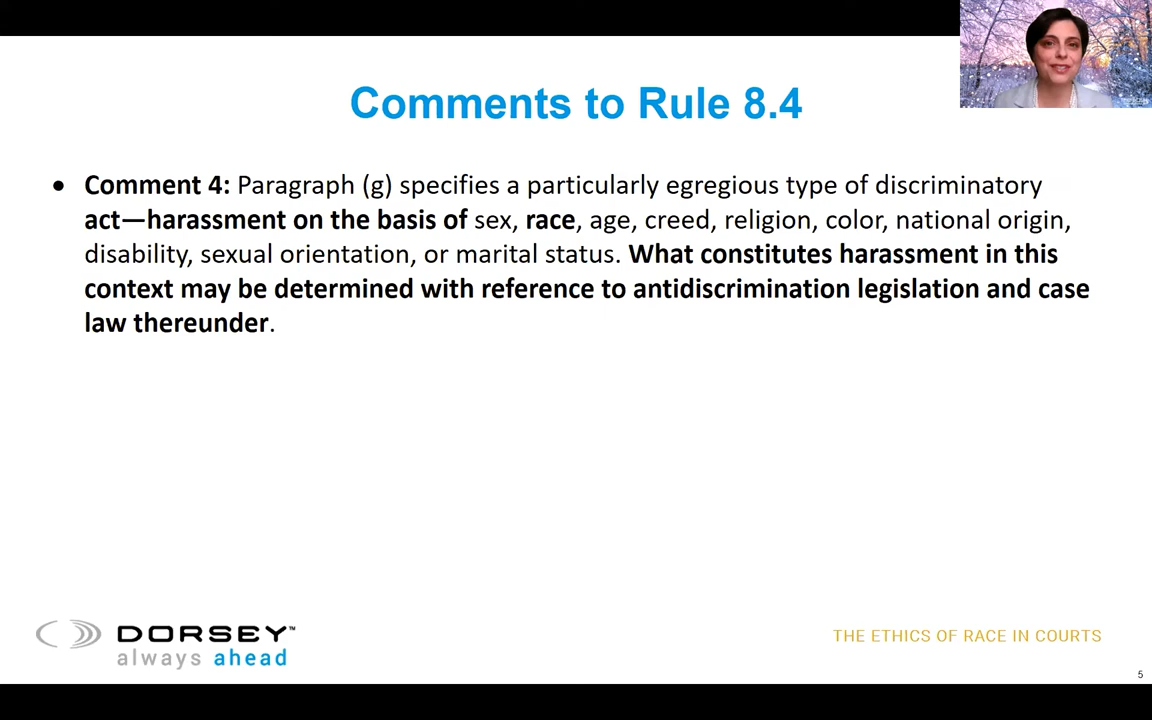 Comments to Rule 8.4
• Comment 4: Paragraph (g) specifies a particularly egregious type of discriminatory
act—harassment on the basis of sex, race, age, creed, religion, color, national origin,
disability, sexual orientation, or marital status. What constitutes harassment in this
context may be determined with reference to antidiscrimination legislation and case
law thereunder.
DORSEY™
always ahead
THE ETHICS OF RACE IN COURTS
5